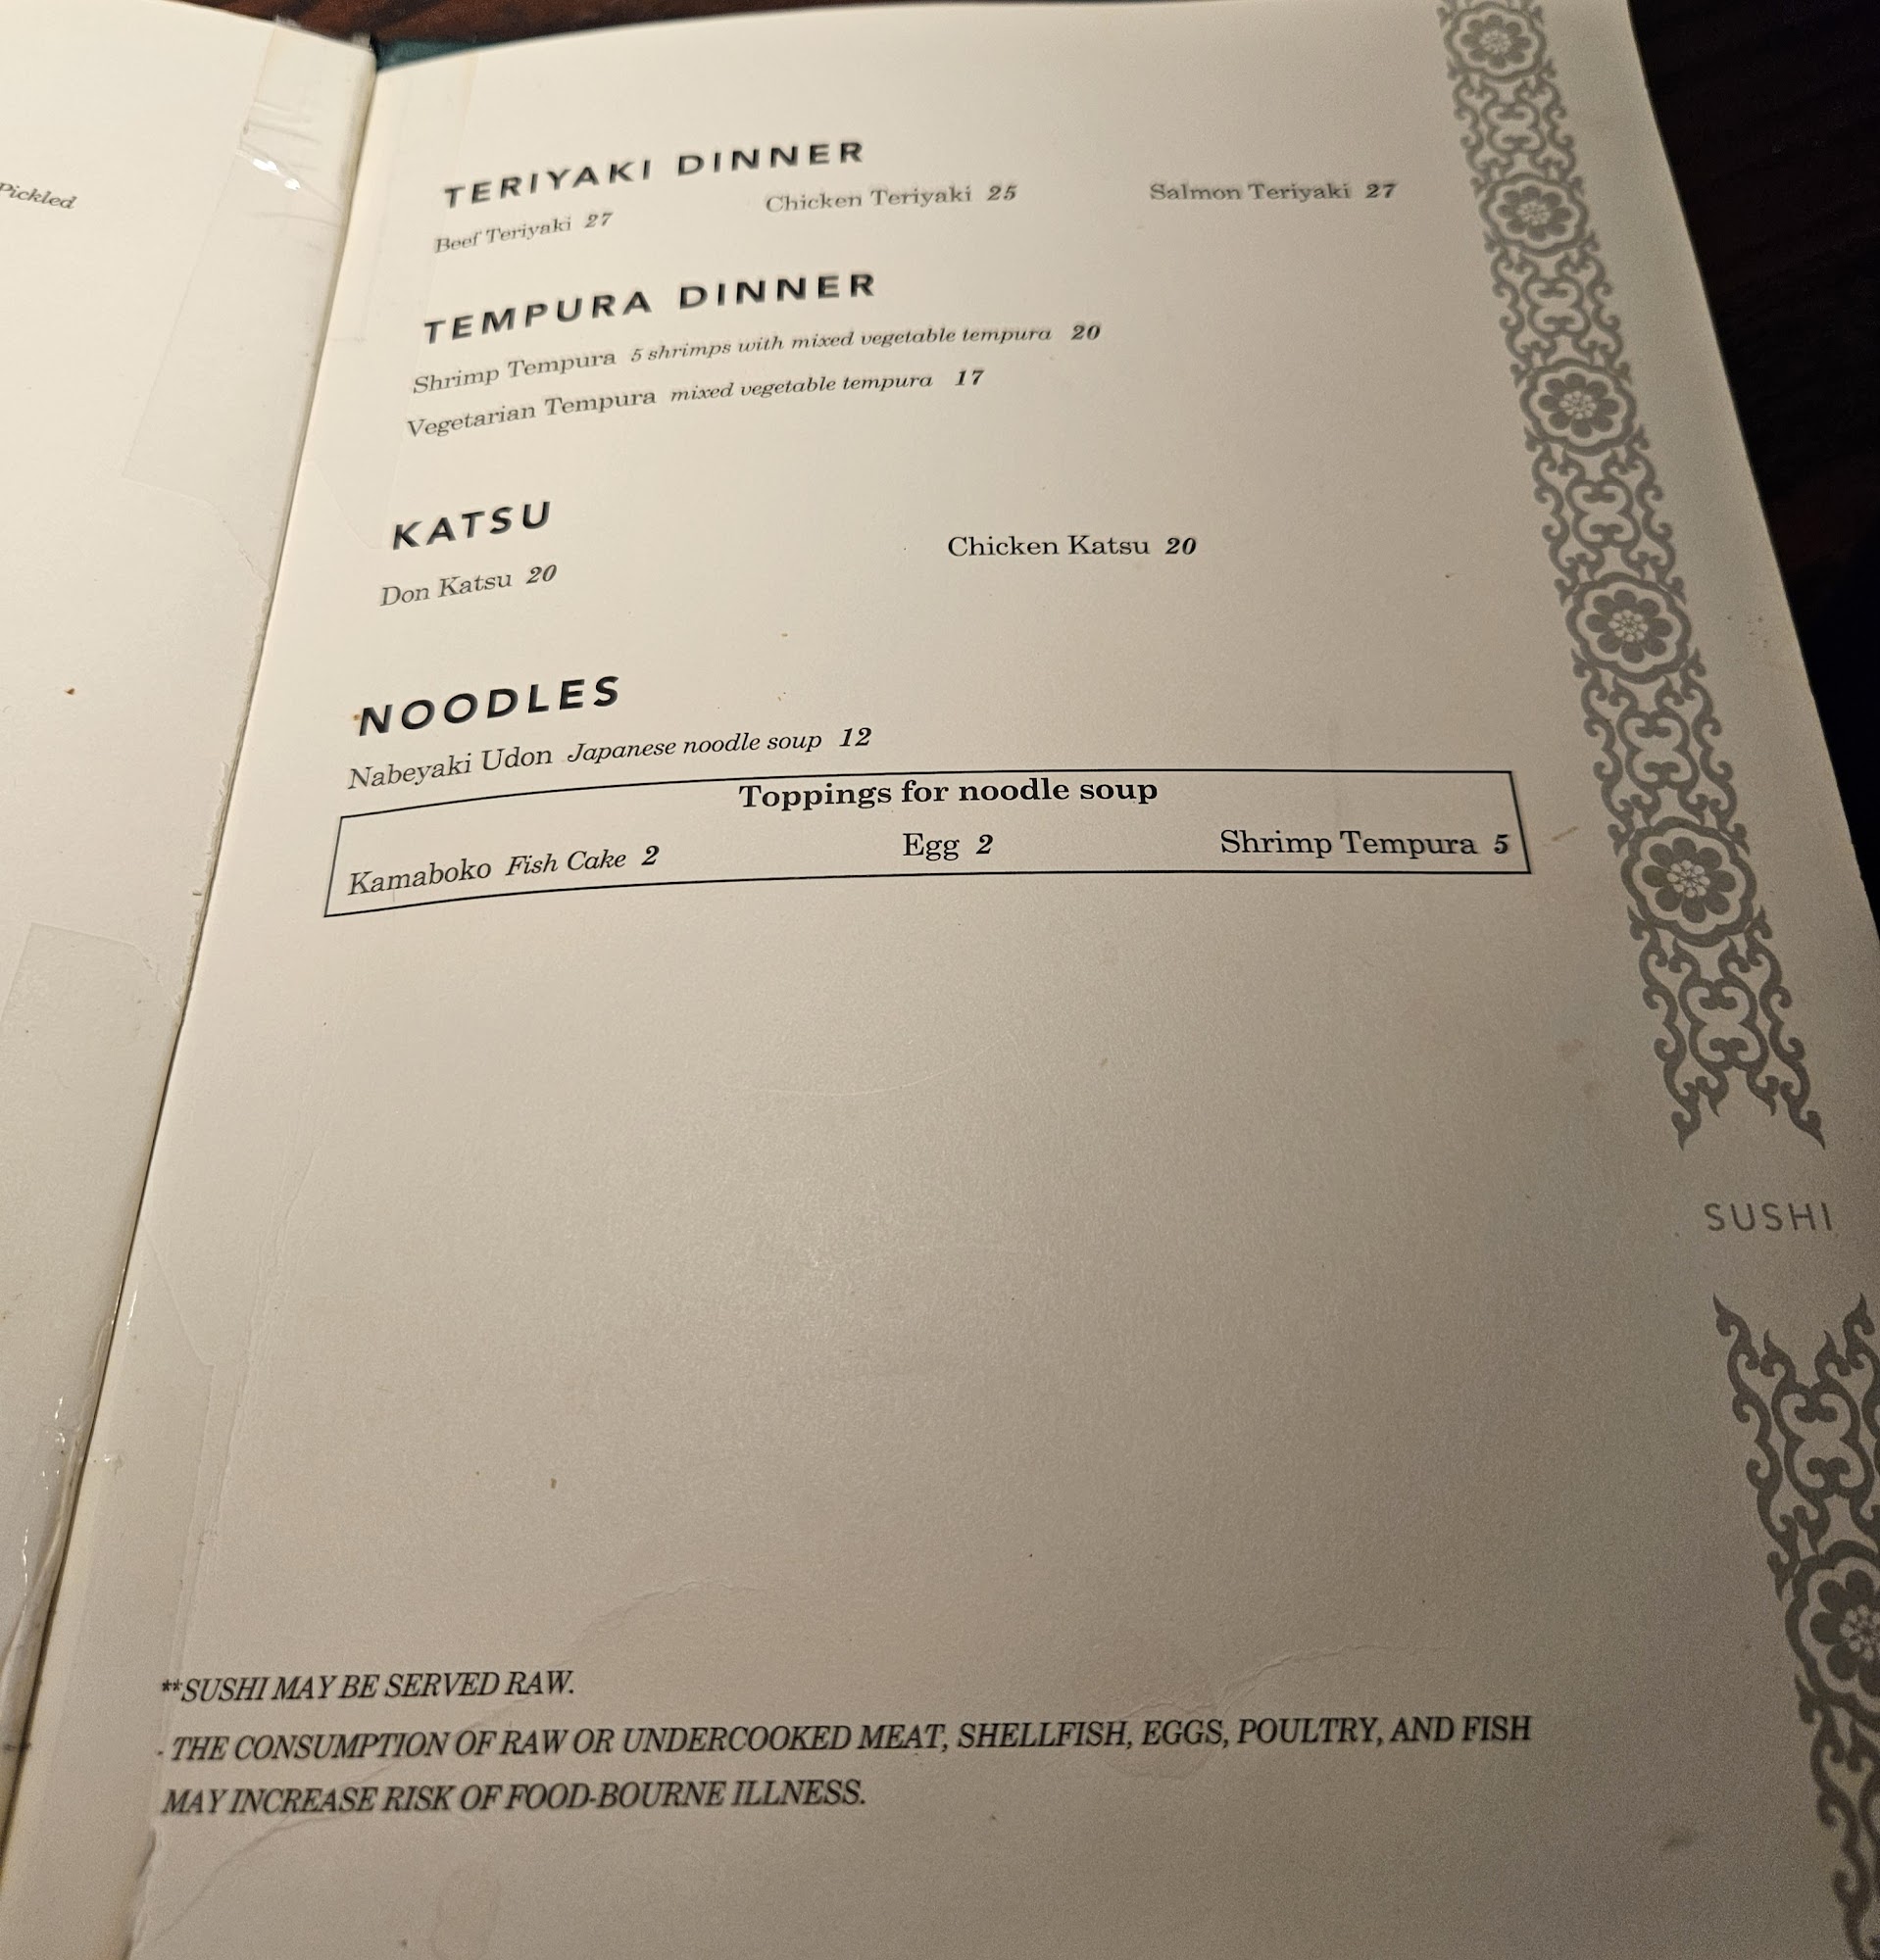 Pickled
TERIYAKI DINNER
Beef Teriyaki 27 Chicken Teriyaki 25 Salmon Teriyaki 27
TEMPURA DINNER
Shrimp Tempura 5 shrimps with mixed vegetable tempura 20
Vegetarian Tempura mixed vegetable tempura 17
KATSU
Don Katsu 20 Chicken Katsu 20
NOODLES
Nabeyaki Udon Japanese noodle soup 12
Toppings for noodle soup
Kamaboko Fish Cake 2 Egg 2 Shrimp Tempura 5
SUSHI
**SUSHI MAY BE SERVED RAW.
· THE CONSUMPTION OF RAW OR UNDERCOOKED MEAT, SHELLFISH, EGGS, POULTRY, AND FISH
MAY INCREASE RISK OF FOOD-BOURNE ILLNESS.